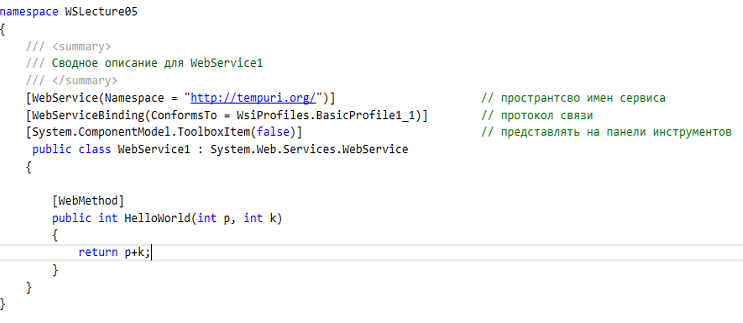 namespace WSLecture05
{
/// <summary>
/// Сводное описание для WebService1
/// </summary>
[WebService(Namespace = "http://tempuri.org/")] // пространтсво имен сервиса
[WebServiceBinding(ConformsTo = WsiProfiles.BasicProfile1_1)] // протокол связи
[System.ComponentModel.ToolboxItem(false)] // представлять на панели инструментов
public class WebService1 : System.Web.Services.WebService
{
[WebMethod]
public int HelloWorld(int p, int k)
{
return p+k;
}
}
}